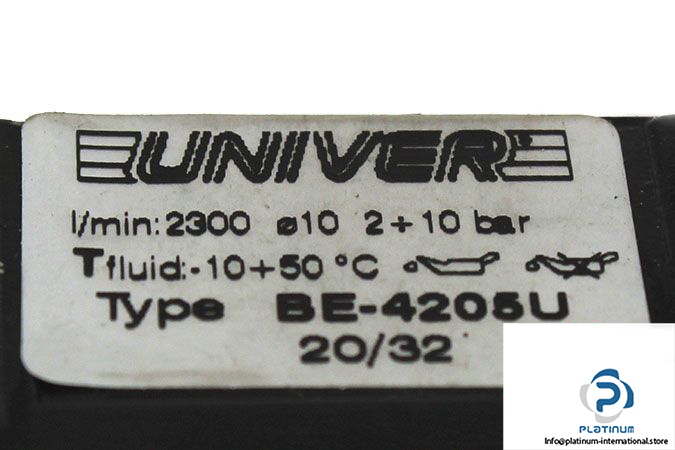 UNIVER
l/min: 2300 ø10 2÷10 bar
Tfluid:-10+50 °C
Type BE-4205U
20/32
PLATINUM
Info@platinum-international.store